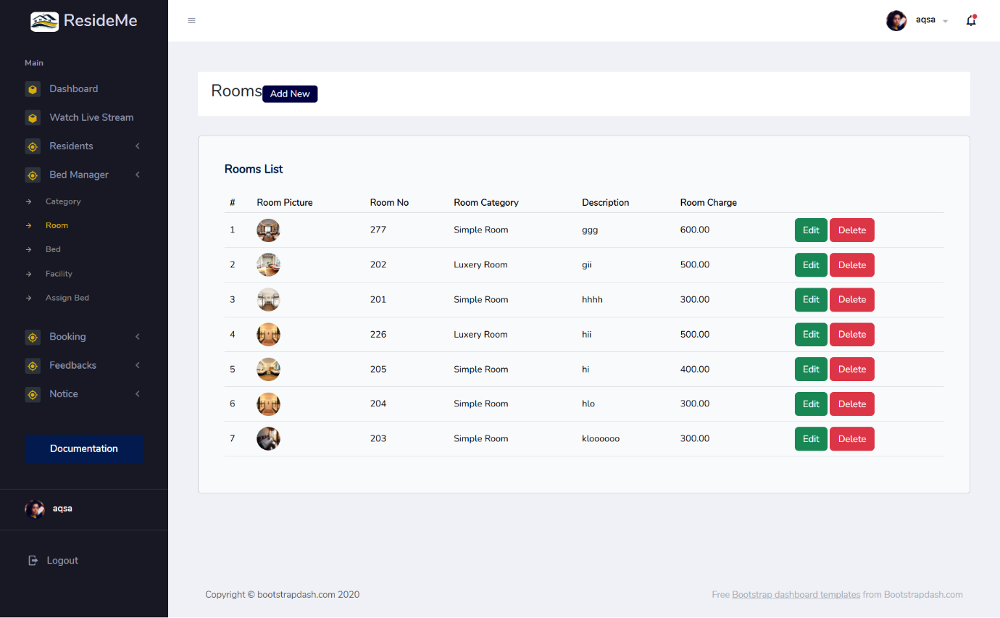 ResideMe
aqsa
Main
Dashboard
Watch Live Stream
Residents
Bed Manager
Category
Room
Bed
Facility
Assign Bed
Booking
Feedbacks
Notice
Documentation
aqsa
Logout
Rooms Add New
Rooms List
# Room Picture Room No Room Category Description Room Charge
1 277 Simple Room ggg 600.00 Edit Delete
2 202 Luxery Room gii 500.00 Edit Delete
3 201 Simple Room hhhh 300.00 Edit Delete
4 226 Luxery Room hii 500.00 Edit Delete
5 205 Simple Room hi 400.00 Edit Delete
6 204 Simple Room hlo 300.00 Edit Delete
7 203 Simple Room kloooooo 300.00 Edit Delete
Copyright © bootstrapdash.com 2020
Free Bootstrap dashboard templates from Bootstrapdash.com